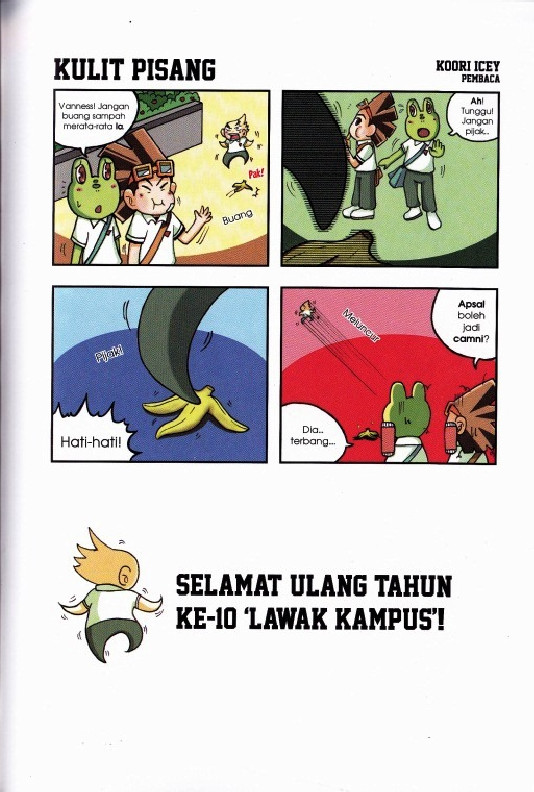 KULIT PISANG
KOORI ICEY
PEMBACA
Vanness! Jangan
buang sampah
merata-rata la.
Pak!
Buang
Ah!
Tunggu!
Jangan
pijak...
Pijak!
Hati-hati!
Meluncur
Apsal
boleh
jadi
camni?
Dia...
terbang...
SELAMAT ULANG TAHUN
KE-10 'LAWAK KAMPUS'!